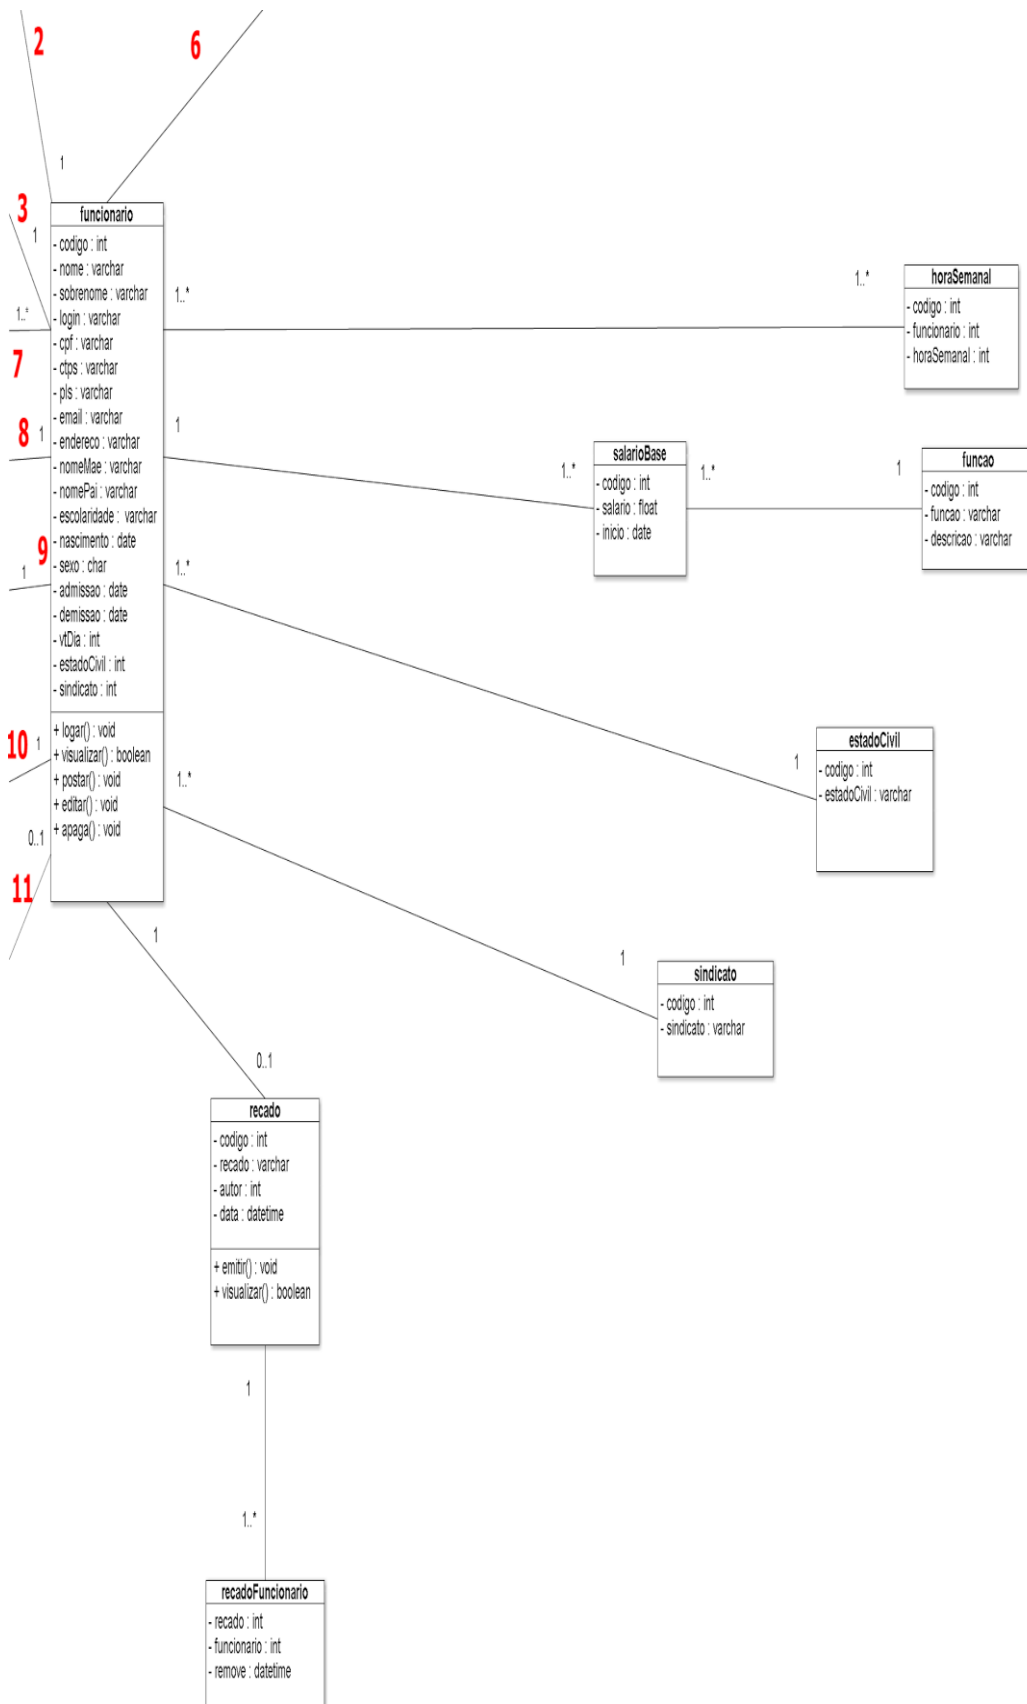 2
6
1
3
1
funcionario
- codigo : int
- nome : varchar
- sobrenome : varchar
- login : varchar
- cpf : varchar
- ctps : varchar
- pis : varchar
- email : varchar
- endereco : varchar
- nomeMae : varchar
- nomePai : varchar
- escolaridade : varchar
- nascimento : date
- sexo : char
- admissao : date
- demissao : date
- vtDia : int
- estadoCivil : int
- sindicato : int
+ logar() : void
+ visualizar() : boolean
+ postar() : void
+ editar() : void
+ apaga() : void
1..*
7
8
1
9
1
10
1
0..1
11
1..*
1..*
horaSemanal
- codigo : int
- funcionario : int
- horaSemanal : int
1
1..*
salarioBase
- codigo : int
- salario : float
- inicio : date
1..*
1
funcao
- codigo : int
- funcao : varchar
- descricao : varchar
1..*
1
estadoCivil
- codigo : int
- estadoCivil : varchar
1..*
1
sindicato
- codigo : int
- sindicato : varchar
1
0..1
recado
- codigo : int
- recado : varchar
- autor : int
- data : datetime
+ emitir() : void
+ visualizar() : boolean
1
1..*
recadoFuncionario
- recado : int
- funcionario : int
- remove : datetime